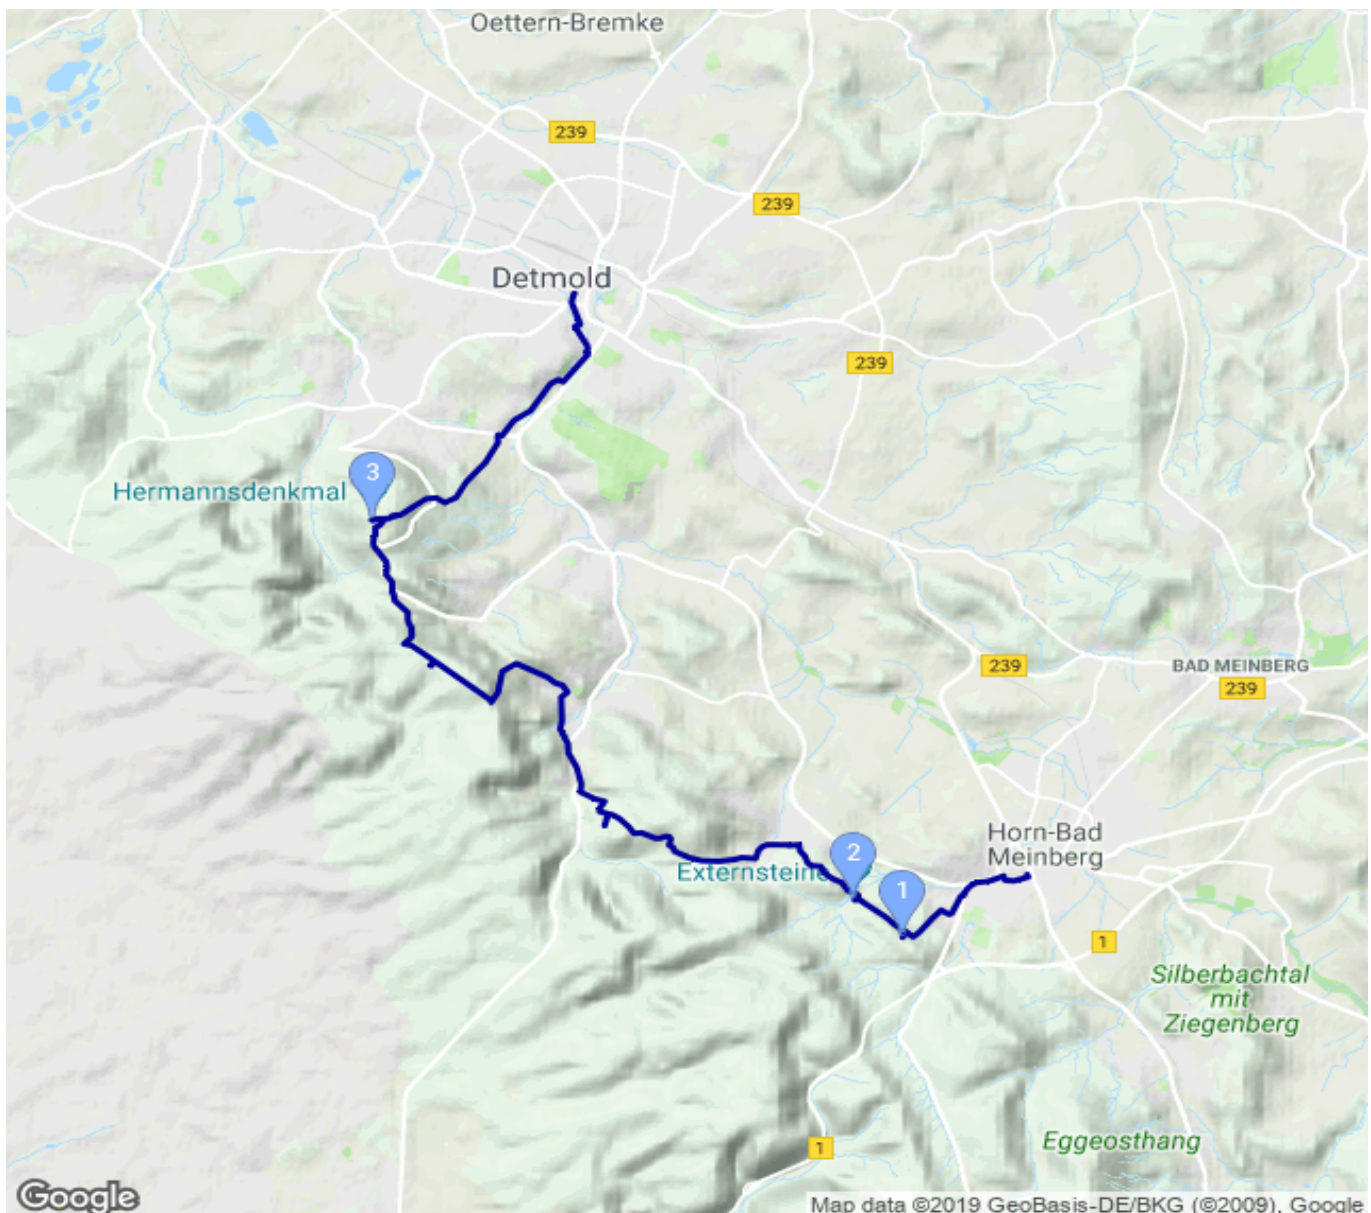 Oettern-Bremke
239
239
Detmold
239
3
Hermannsdenkmal
239
BAD MEINBERG
239
Horn-Bad
Meinberg
2
Externsteine
1
1
Silberbachtal
mit
Ziegenberg
Eggeosthang
1
Google
Map data ©2019 GeoBasis-DE/BKG (©2009), Google